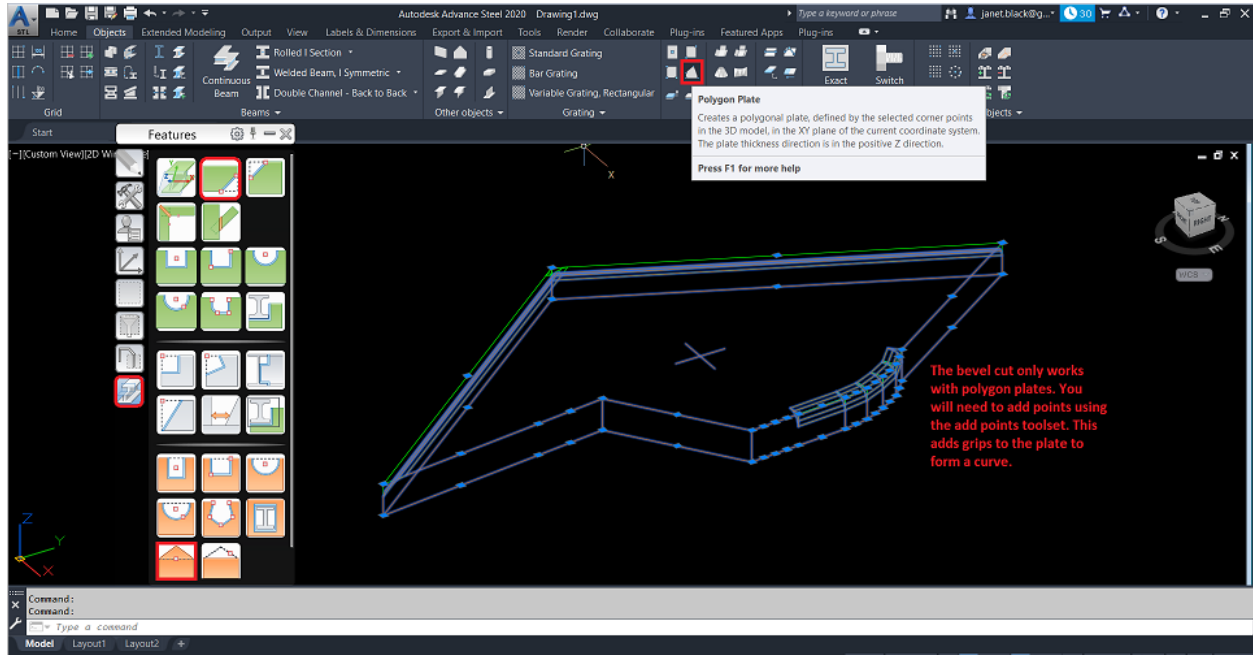 Autodesk Advance Steel 2020 Drawing1.dwg
Type a keyword or phrase
janet.black@g...
30
STL
Home Objects Extended Modeling Output View Labels & Dimensions Export & Import Tools Render Collaborate Plug-ins Featured Apps Plug-ins
Rolled I Section
Welded Beam, I Symmetric
Double Channel - Back to Back
Continuous
Beam
Standard Grating
Bar Grating
Variable Grating, Rectangular
Exact
Switch
Grid
Beams
Other objects
Grating
bjects
Polygon Plate
Creates a polygonal plate, defined by the selected corner points
in the 3D model, in the XY plane of the current coordinate system.
The plate thickness direction is in the positive Z direction.
Press F1 for more help
Start
Features
[-][Custom View][2D Wir
X
RIGHT
S
E
WCS
The bevel cut only works
with polygon plates. You
will need to add points using
the add points toolset. This
adds grips to the plate to
form a curve.
Z
Y
X
Command:
Command:
Type a command
Model Layout1 Layout2 +